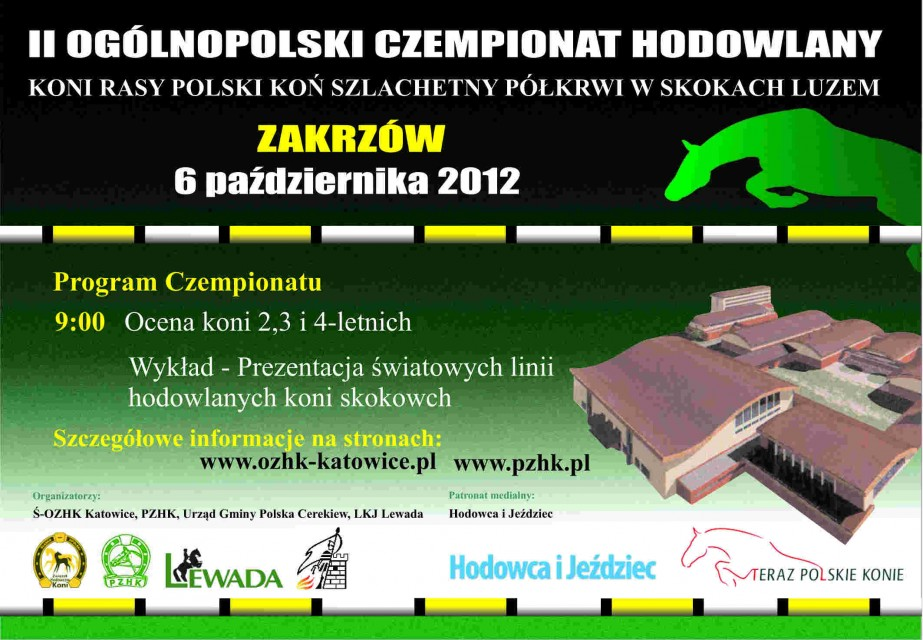 II OGÓLNOPOLSKI CZEMPIONAT HODOWLANY
KONI RASY POLSKI KOŃ SZLACHETNY PÓŁKRWI W SKOKACH LUZEM
ZAKRZÓW
6 października 2012
Program Czempionatu
9:00 Ocena koni 2,3 i 4-letnich
Wykład - Prezentacja światowych linii
hodowlanych koni skokowch
Szczegółowe informacje na stronach:
www.ozhk-katowice.pl www.pzhk.pl
Organizatorzy:
Ś-OZHK Katowice, PZHK, Urząd Gminy Polska Cerekiew, LKJ Lewada
Patronat medialny:
Hodowca i Jeździec
Koni
PZHK
LEWADA
Hodowca i Jeździec
TERAZ POLSKIE KONIE